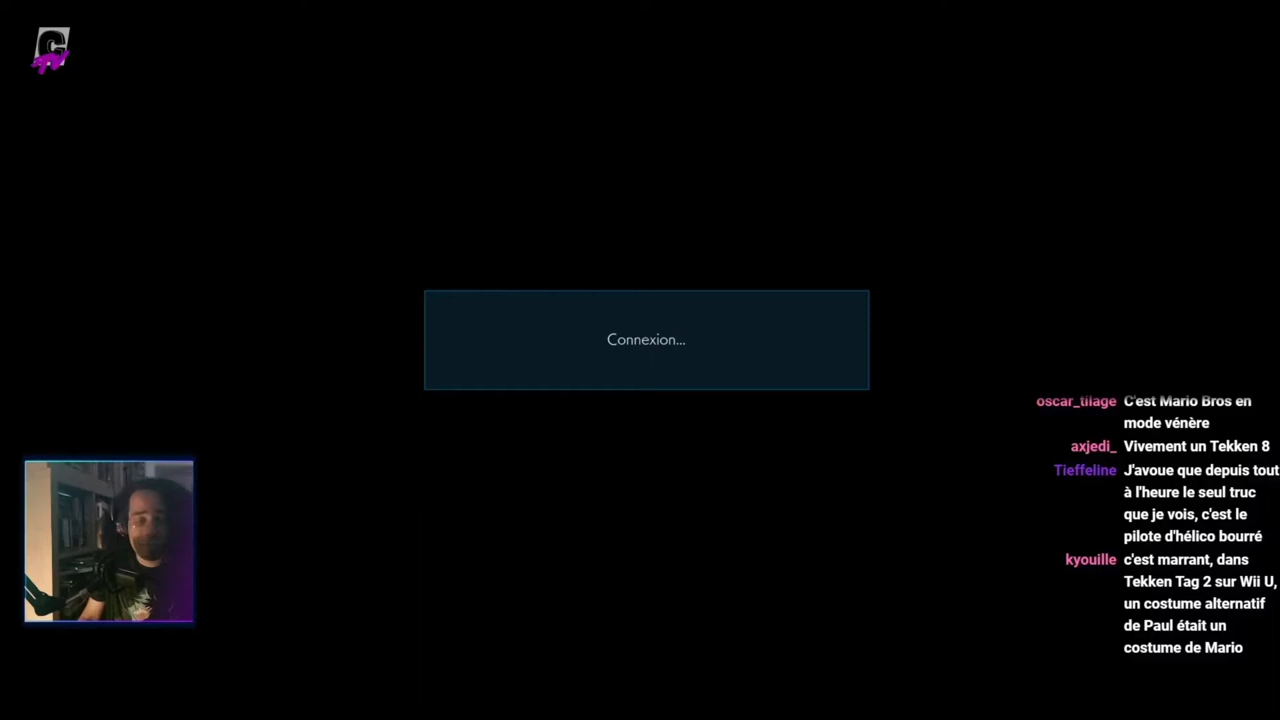 C
TV
Connexion...
oscar_tilage C'est Mario Bros en
mode vénère
axjedi_ Vivement un Tekken 8
Tieffeline J'avoue que depuis tout
à l'heure le seul truc
que je vois, c'est le
pilote d'hélico bourré
kyouille c'est marrant, dans
Tekken Tag 2 sur Wii U,
un costume alternatif
de Paul était un
costume de Mario